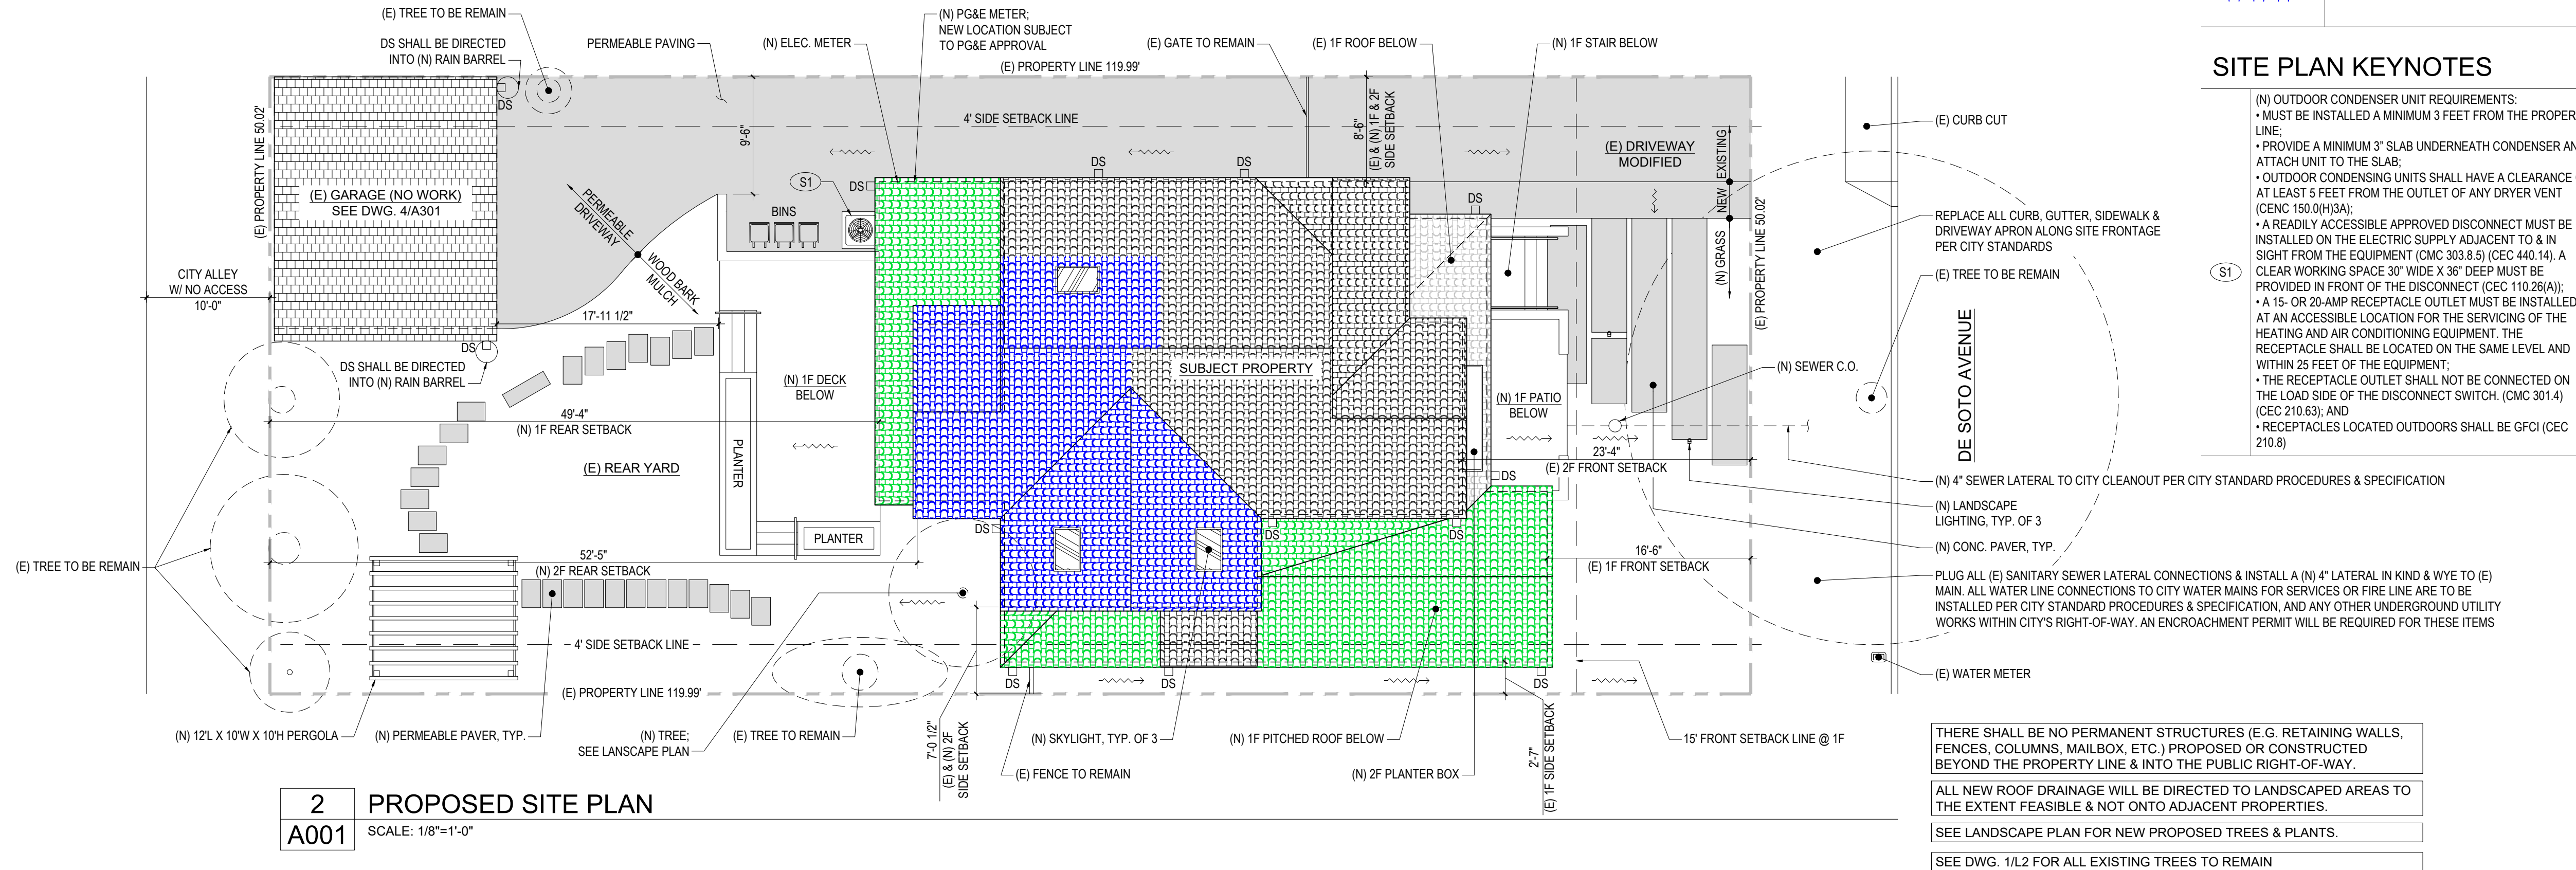 (E) TREE TO BE REMAIN
DS SHALL BE DIRECTED
INTO (N) RAIN BARREL
PERMEABLE PAVING
(N) ELEC. METER
(N) PG&E METER;
NEW LOCATION SUBJECT
TO PG&E APPROVAL
(E) GATE TO REMAIN
(E) 1F ROOF BELOW
(N) 1F STAIR BELOW
(E) PROPERTY LINE 119.99'
(E) PROPERTY LINE 50.02'
DS
9'-6"
4' SIDE SETBACK LINE
8'-6"
(E) & (N) 1F & 2F
SIDE SETBACK
(E) DRIVEWAY
MODIFIED
EXISTING
NEW
(N) GRASS
(E) PROPERTY LINE 50.02'
(E) CURB CUT
(E) GARAGE (NO WORK)
SEE DWG. 4/A301
PERMEABLE
DRIVEWAY
WOOD BARK
MULCH
BINS
S1
DS
DS
DS
DS
REPLACE ALL CURB, GUTTER, SIDEWALK &
DRIVEWAY APRON ALONG SITE FRONTAGE
PER CITY STANDARDS
(E) TREE TO BE REMAIN
CITY ALLEY
W/ NO ACCESS
10'-0"
17'-11 1/2"
DS
DS SHALL BE DIRECTED
INTO (N) RAIN BARREL
(N) 1F DECK
BELOW
SUBJECT PROPERTY
(N) 1F PATIO
BELOW
(N) SEWER C.O.
DE SOTO AVENUE
49'-4"
(N) 1F REAR SETBACK
(E) REAR YARD
PLANTER
PLANTER
23'-4"
(E) 2F FRONT SETBACK
DS
DS
DS
DS
(N) 4" SEWER LATERAL TO CITY CLEANOUT PER CITY STANDARD PROCEDURES & SPECIFICATION
(N) LANDSCAPE
LIGHTING, TYP. OF 3
(N) CONC. PAVER, TYP.
52'-5"
(N) 2F REAR SETBACK
16'-6"
(E) 1F FRONT SETBACK
(E) TREE TO BE REMAIN
PLUG ALL (E) SANITARY SEWER LATERAL CONNECTIONS & INSTALL A (N) 4" LATERAL IN KIND & WYE TO (E)
MAIN. ALL WATER LINE CONNECTIONS TO CITY WATER MAINS FOR SERVICES OR FIRE LINE ARE TO BE
INSTALLED PER CITY STANDARD PROCEDURES & SPECIFICATION, AND ANY OTHER UNDERGROUND UTILITY
WORKS WITHIN CITY'S RIGHT-OF-WAY. AN ENCROACHMENT PERMIT WILL BE REQUIRED FOR THESE ITEMS
4' SIDE SETBACK LINE
(E) PROPERTY LINE 119.99'
DS
DS
DS
(E) WATER METER
(N) 12'L X 10'W X 10'H PERGOLA
(N) PERMEABLE PAVER, TYP.
(N) TREE;
SEE LANSCAPE PLAN
(E) TREE TO REMAIN
7'-0 1/2"
(E) & (N) 2F
SIDE SETBACK
(N) SKYLIGHT, TYP. OF 3
(E) FENCE TO REMAIN
(N) 1F PITCHED ROOF BELOW
(N) 2F PLANTER BOX
2'-7"
(E) 1F SIDE SETBACK
15' FRONT SETBACK LINE @ 1F
2
A001
PROPOSED SITE PLAN
SCALE: 1/8"=1'-0"
SITE PLAN KEYNOTES
S1
(N) OUTDOOR CONDENSER UNIT REQUIREMENTS:
• MUST BE INSTALLED A MINIMUM 3 FEET FROM THE
LINE;
• PROVIDE A MINIMUM 3" SLAB UNDERNEATH CONDENSER
ATTACH UNIT TO THE SLAB;
• OUTDOOR CONDENSING UNITS SHALL HAVE A CLEARANCE
AT LEAST 5 FEET FROM THE OUTLET OF ANY DRYER VENT
(CENC 150.0(H)3A);
• A READILY ACCESSIBLE APPROVED DISCONNECT MUST BE
INSTALLED ON THE ELECTRIC SUPPLY ADJACENT TO & IN
SIGHT FROM THE EQUIPMENT (CMC 303.8.5) (CEC 440.14). A
CLEAR WORKING SPACE 30" WIDE X 36" DEEP MUST BE
PROVIDED IN FRONT OF THE DISCONNECT (CEC 110.26(A));
• A 15- OR 20-AMP RECEPTACLE OUTLET MUST BE INSTALLED
AT AN ACCESSIBLE LOCATION FOR THE SERVICING OF THE
HEATING AND AIR CONDITIONING EQUIPMENT. THE
RECEPTACLE SHALL BE LOCATED ON THE SAME LEVEL AND
WITHIN 25 FEET OF THE EQUIPMENT;
• THE RECEPTACLE OUTLET SHALL NOT BE CONNECTED ON
THE LOAD SIDE OF THE DISCONNECT SWITCH. (CMC 301.4)
(CEC 210.63); AND
• RECEPTACLES LOCATED OUTDOORS SHALL BE GFCI (CEC
210.8)
THERE SHALL BE NO PERMANENT STRUCTURES (E.G. RETAINING WALLS,
FENCES, COLUMNS, MAILBOX, ETC.) PROPOSED OR CONSTRUCTED
BEYOND THE PROPERTY LINE & INTO THE PUBLIC RIGHT-OF-WAY.
ALL NEW ROOF DRAINAGE WILL BE DIRECTED TO LANDSCAPED AREAS TO
THE EXTENT FEASIBLE & NOT ONTO ADJACENT PROPERTIES.
SEE LANDSCAPE PLAN FOR NEW PROPOSED TREES & PLANTS.
SEE DWG. 1/L2 FOR ALL EXISTING TREES TO REMAIN